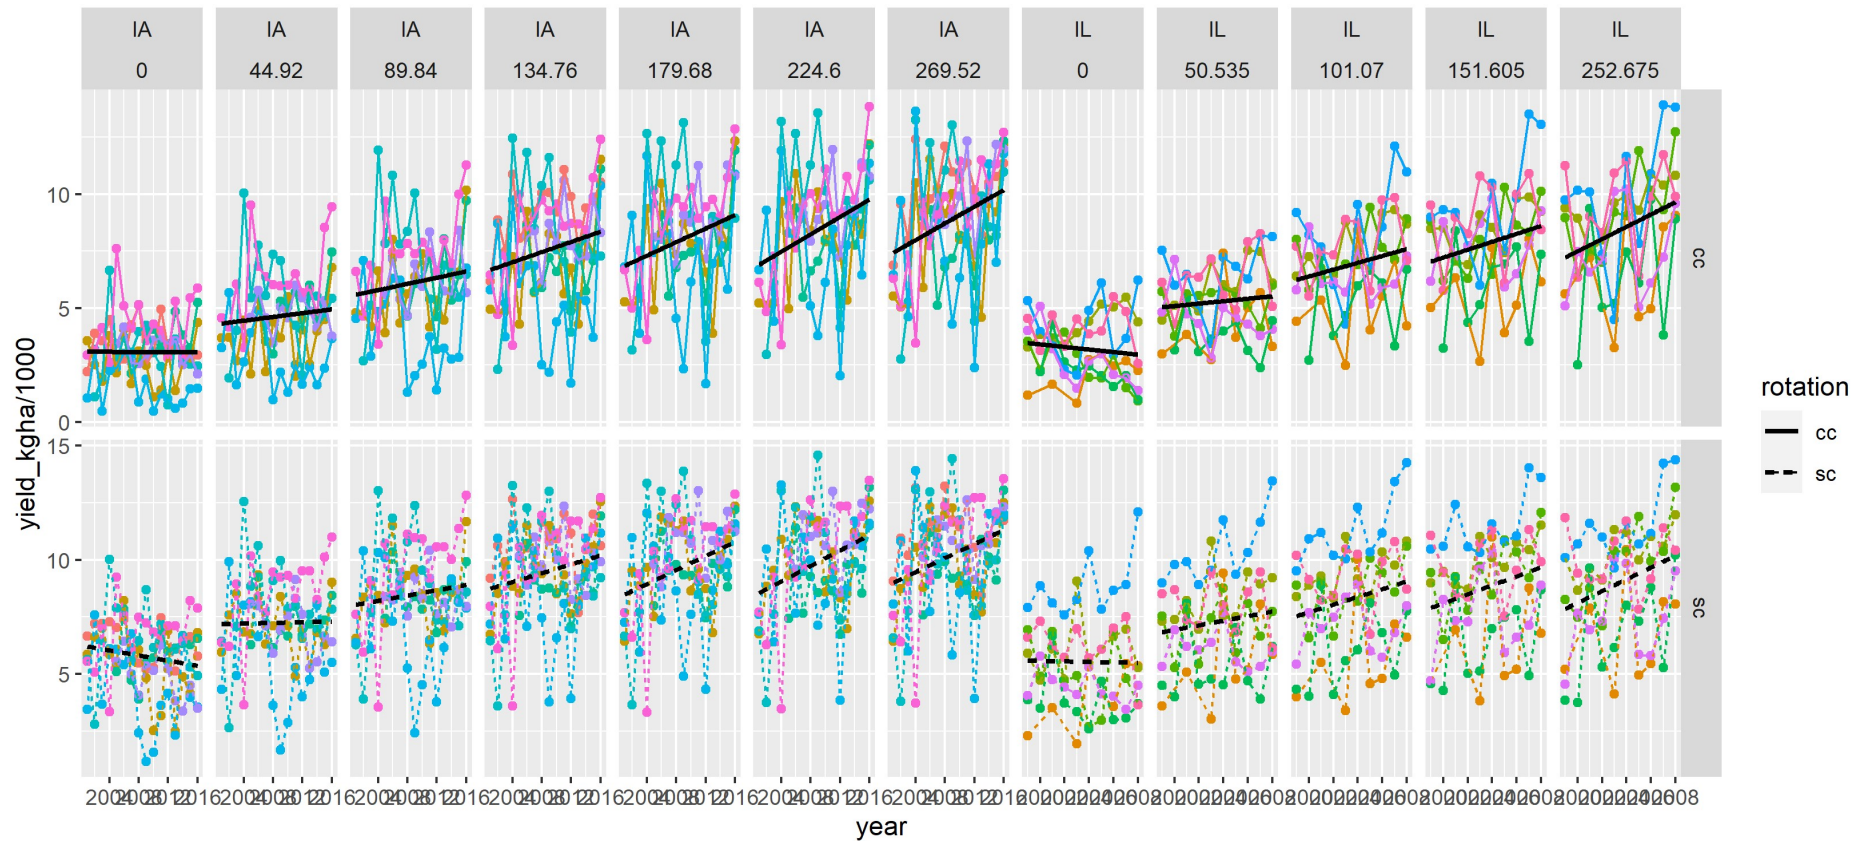 IA IA IA IA IA IA IA IL IL IL IL IL
0 44.92 89.84 134.76 179.68 224.6 269.52 0 50.535 101.07 151.605 252.675
10
5
0
cc
15
10
5
sc
yield_kgha/1000
year
rotation
cc
sc